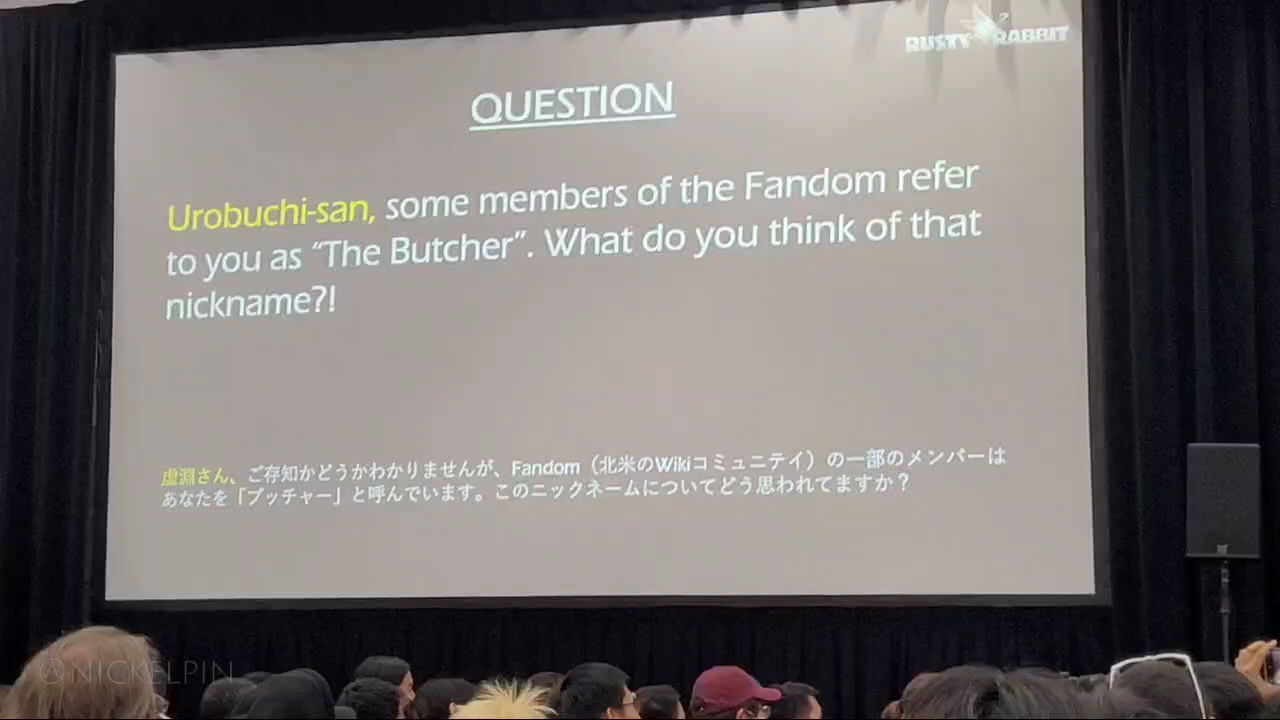 RUSTY RABBIT
QUESTION
Urobuchi-san, some members of the Fandom refer
to you as “The Butcher”. What do you think of that
nickname?!
虚淵さん、ご存知かどうかわかりませんが、Fandom（北米のWikiコミュニテイ）の一部のメンバーは
あなたを「ブッチャー」と呼んでいます。このニックネームについてどう思われてますか？
@NICKELPIN